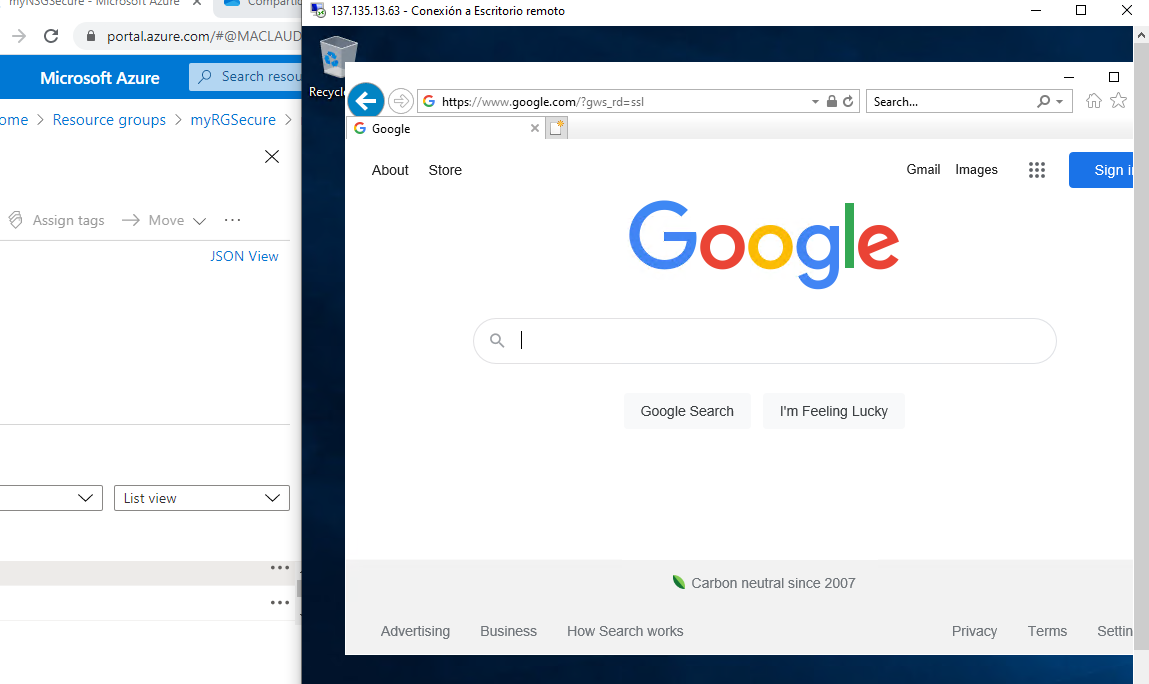 myNSGSecure - Microsoft Azure
Comparti
portal.azure.com/#@MACLAUD
Microsoft Azure
Search resou
ome > Resource groups > myRGSecure >
Assign tags
Move
JSON View
List view
137.135.13.63 - Conexión a Escritorio remoto
Recycle
https://www.google.com/?gws_rd=ssl
Search...
Google
About
Store
Gmail
Images
Sign i
Google
Google Search
I'm Feeling Lucky
Carbon neutral since 2007
Advertising
Business
How Search works
Privacy
Terms
Settin